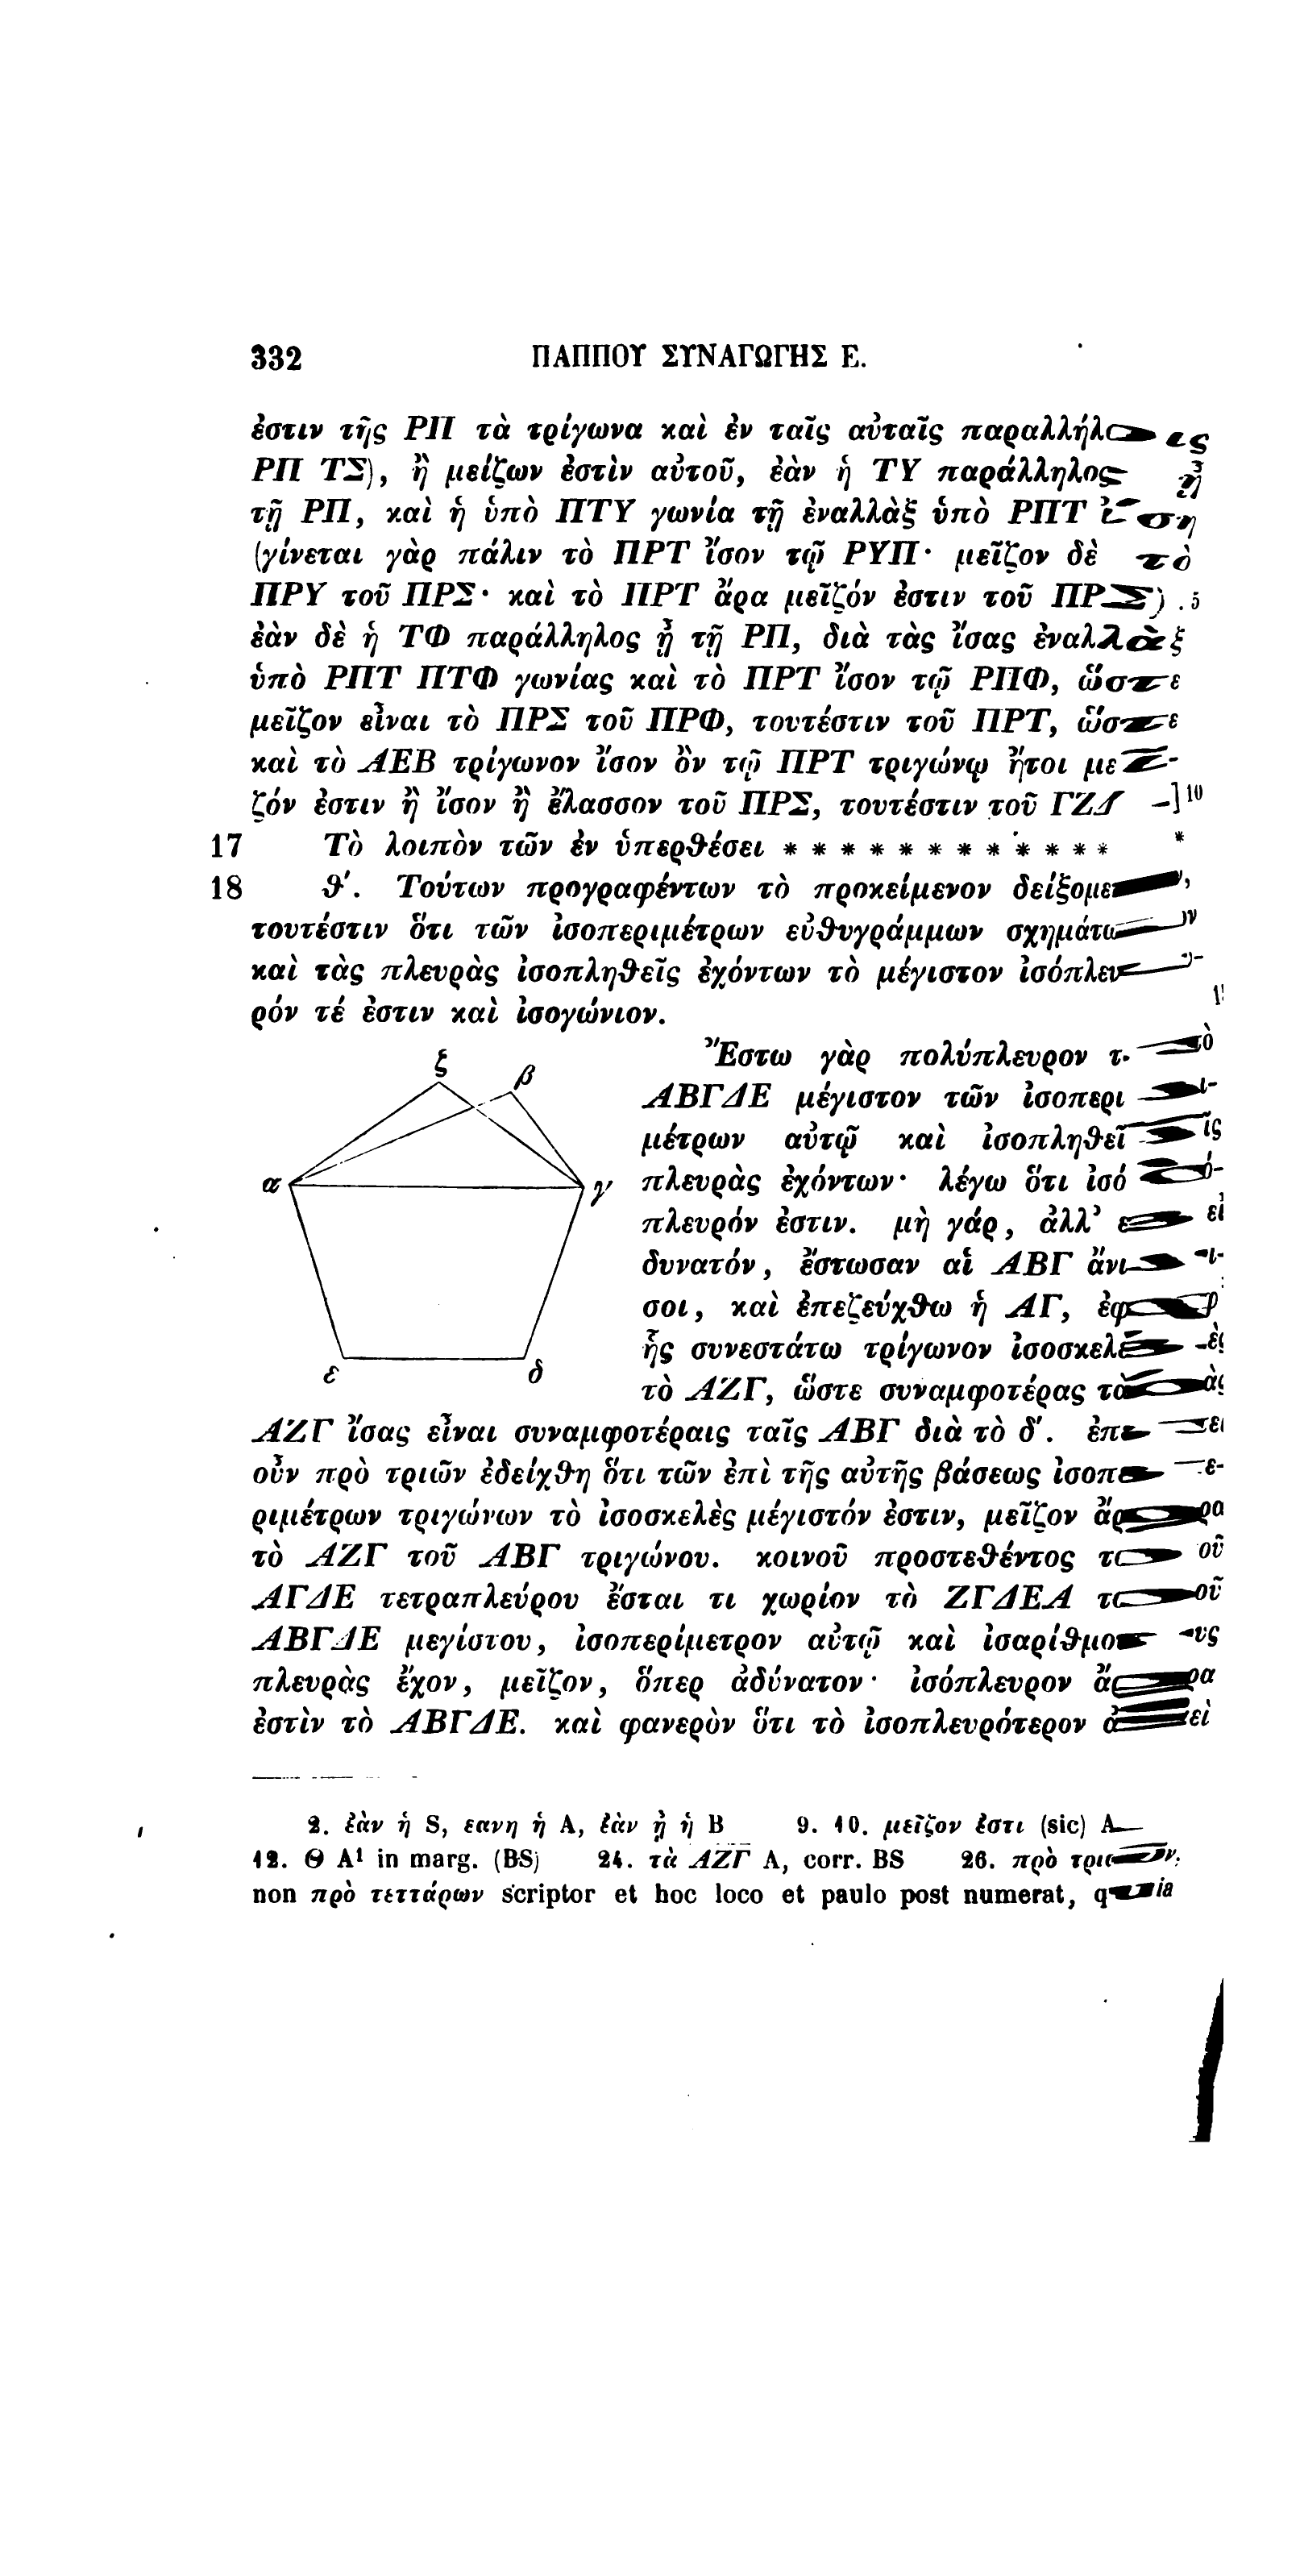 332 ΠΑΠΠΟΥ ΣΥΝΑΓΩΓΗΣ Ε.
ἐστιν τῆς ΡΠ τὰ τρίγωνα καὶ ἐν ταῖς αὐταῖς παραλλήλοις
ΡΠ ΤΣ), ἢ μείζων ἐστὶν αὐτοῦ, ἐὰν ἡ ΤΥ παράλληλος ᾖ
τῇ ΡΠ, καὶ ἡ ὑπὸ ΠΤΥ γωνία τῇ ἐναλλὰξ ὑπὸ ΡΠΤ ἴση
(γίνεται γὰρ πάλιν τὸ ΠΡΤ ἴσον τῷ ΡΥΠ· μεῖζον δὲ τὸ
ΠΡΥ τοῦ ΠΡΣ· καὶ τὸ ΠΡΤ ἄρα μεῖζόν ἐστιν τοῦ ΠΡΣ). 5
ἐὰν δὲ ἡ ΤΦ παράλληλος ᾖ τῇ ΡΠ, διὰ τὰς ἴσας ἐναλλὰξ
ὑπὸ ΡΠΤ ΠΤΦ γωνίας καὶ τὸ ΠΡΤ ἴσον τῷ ΡΠΦ, ὥστε
μεῖζον εἶναι τὸ ΠΡΣ τοῦ ΠΡΦ, τουτέστιν τοῦ ΠΡΤ, ὥστε
καὶ τὸ ΑΕΒ τρίγωνον ἴσον ὂν τῷ ΠΡΤ τριγώνῳ ἤτοι μεῖ-
ζόν ἐστιν ἢ ἴσον ἢ ἔλασσον τοῦ ΠΡΣ, τουτέστιν τοῦ ΓΖΔ -] 10
17 Τὸ λοιπὸν τῶν ἐν ὑπερθέσει * * * * * * * * * * * * *
18 θ′. Τούτων προγραφέντων τὸ προκείμενον δείξομεν,
τουτέστιν ὅτι τῶν ἰσοπεριμέτρων εὐθυγράμμων σχημάτων
καὶ τὰς πλευρὰς ἰσοπληθεῖς ἐχόντων τὸ μέγιστον ἰσόπλευ-
ρόν τέ ἐστιν καὶ ἰσογώνιον.
Ἔστω γὰρ πολύπλευρον τὸ
ΑΒΓΔΕ μέγιστον τῶν ἰσοπερι-
μέτρων αὐτῷ καὶ ἰσοπληθεῖς
πλευρὰς ἐχόντων· λέγω ὅτι ἰσό-
πλευρόν ἐστιν. μὴ γάρ, ἀλλ’ εἰ
δυνατόν, ἔστωσαν αἱ ΑΒΓ ἄνι-
σοι, καὶ ἐπεζεύχθω ἡ ΑΓ, ἐφ’
ἧς συνεστάτω τρίγωνον ἰσοσκελὲς
τὸ ΑΖΓ, ὥστε συναμφοτέρας τὰς
ζ
β
α
γ
ε
δ
ΑΖΓ ἴσας εἶναι συναμφοτέραις ταῖς ΑΒΓ διὰ τὸ δ′. ἐπεὶ
οὖν πρὸ τριῶν ἐδείχθη ὅτι τῶν ἐπὶ τῆς αὐτῆς βάσεως ἰσοπε-
ριμέτρων τριγώνων τὸ ἰσοσκελὲς μέγιστόν ἐστιν, μεῖζον ἄρα
τὸ ΑΖΓ τοῦ ΑΒΓ τριγώνου. κοινοῦ προστεθέντος τοῦ
ΑΓΔΕ τετραπλεύρου ἔσται τι χωρίον τὸ ΖΓΔΕΑ τοῦ
ΑΒΓΔΕ μεγίστου, ἰσοπερίμετρον αὐτῷ καὶ ἰσαρίθμους
πλευρὰς ἔχον, μεῖζον, ὅπερ ἀδύνατον· ἰσόπλευρον ἄρα
ἐστὶν τὸ ΑΒΓΔΕ. καὶ φανερὸν ὅτι τὸ ἰσοπλευρότερον ἀεὶ
2. ἐὰν ἡ S, εανη ἡ A, ἐὰν ᾖ ἡ B 9. 10. μεῖζον ἐστι (sic) A
12. Θ A¹ in marg. (BS) 24. τὰ ΑΖΓ A, corr. BS 26. πρὸ τριῶν:
non πρὸ τεττάρων scriptor et hoc loco et paulo post numerat, quia